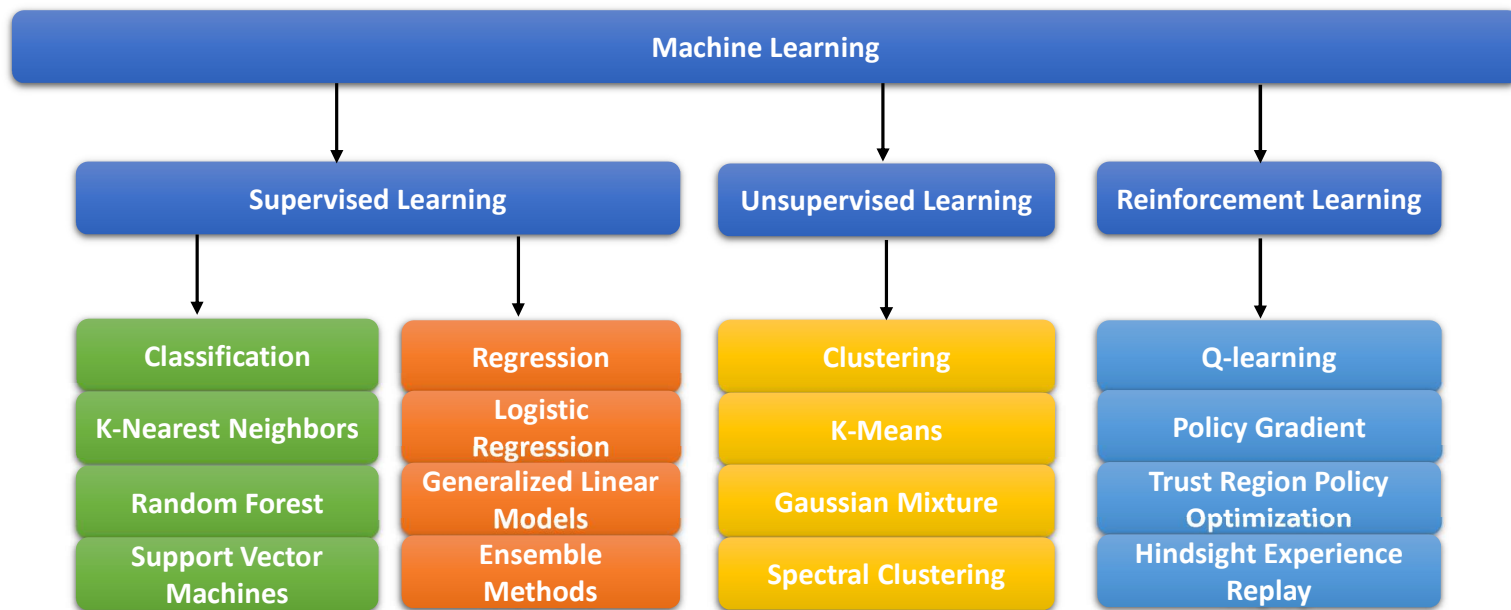 Machine Learning
Supervised Learning
Unsupervised Learning
Reinforcement Learning
Classification
K-Nearest Neighbors
Random Forest
Support Vector
Machines
Regression
Logistic
Regression
Generalized Linear
Models
Ensemble
Methods
Clustering
K-Means
Gaussian Mixture
Spectral Clustering
Q-learning
Policy Gradient
Trust Region Policy
Optimization
Hindsight Experience
Replay